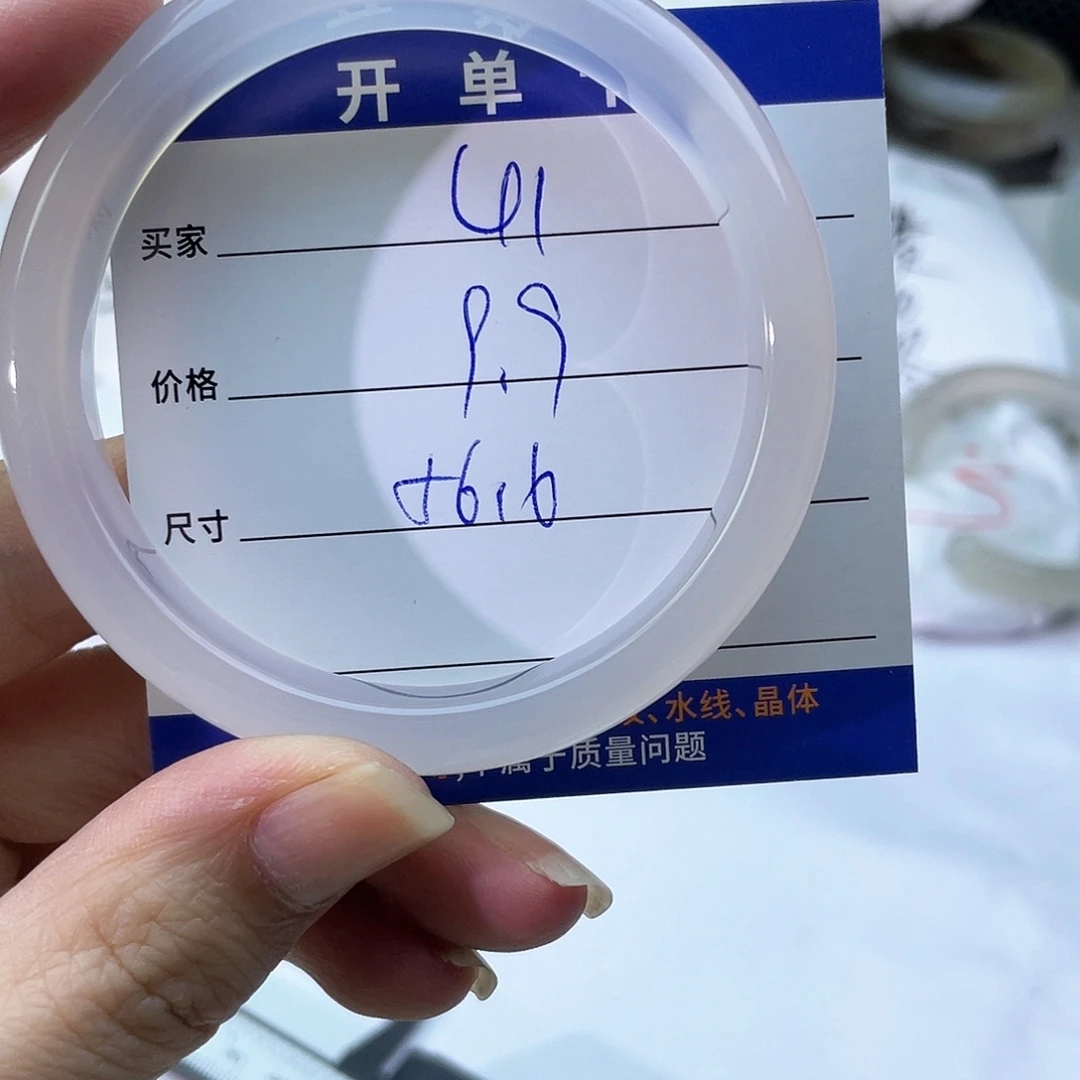 开单
买家 41
价格 9.9
尺寸 56.6
、水线、晶体
属于质量问题